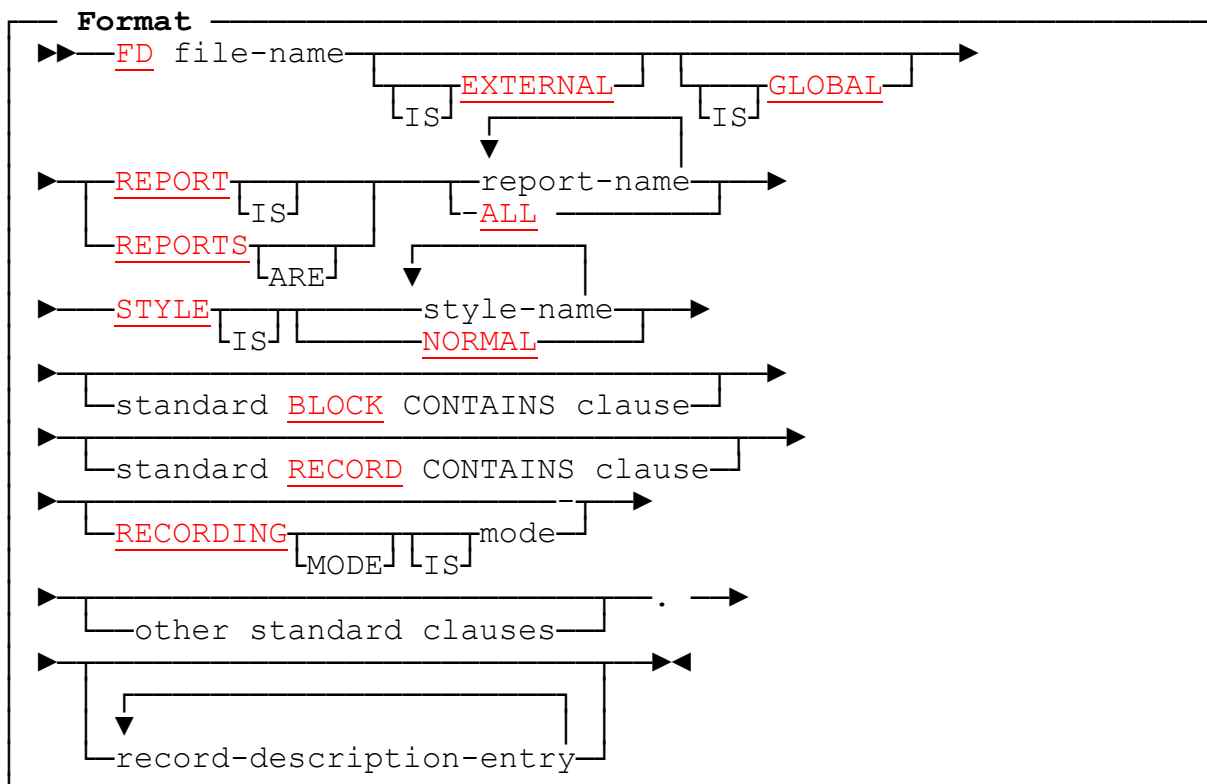 Format
FD file-name
EXTERNAL GLOBAL
IS IS
REPORT report-name
IS -ALL
REPORTS
ARE
STYLE style-name
IS NORMAL
standard BLOCK CONTAINS clause
standard RECORD CONTAINS clause
-
RECORDING mode
MODE IS
.
other standard clauses
record-description-entry